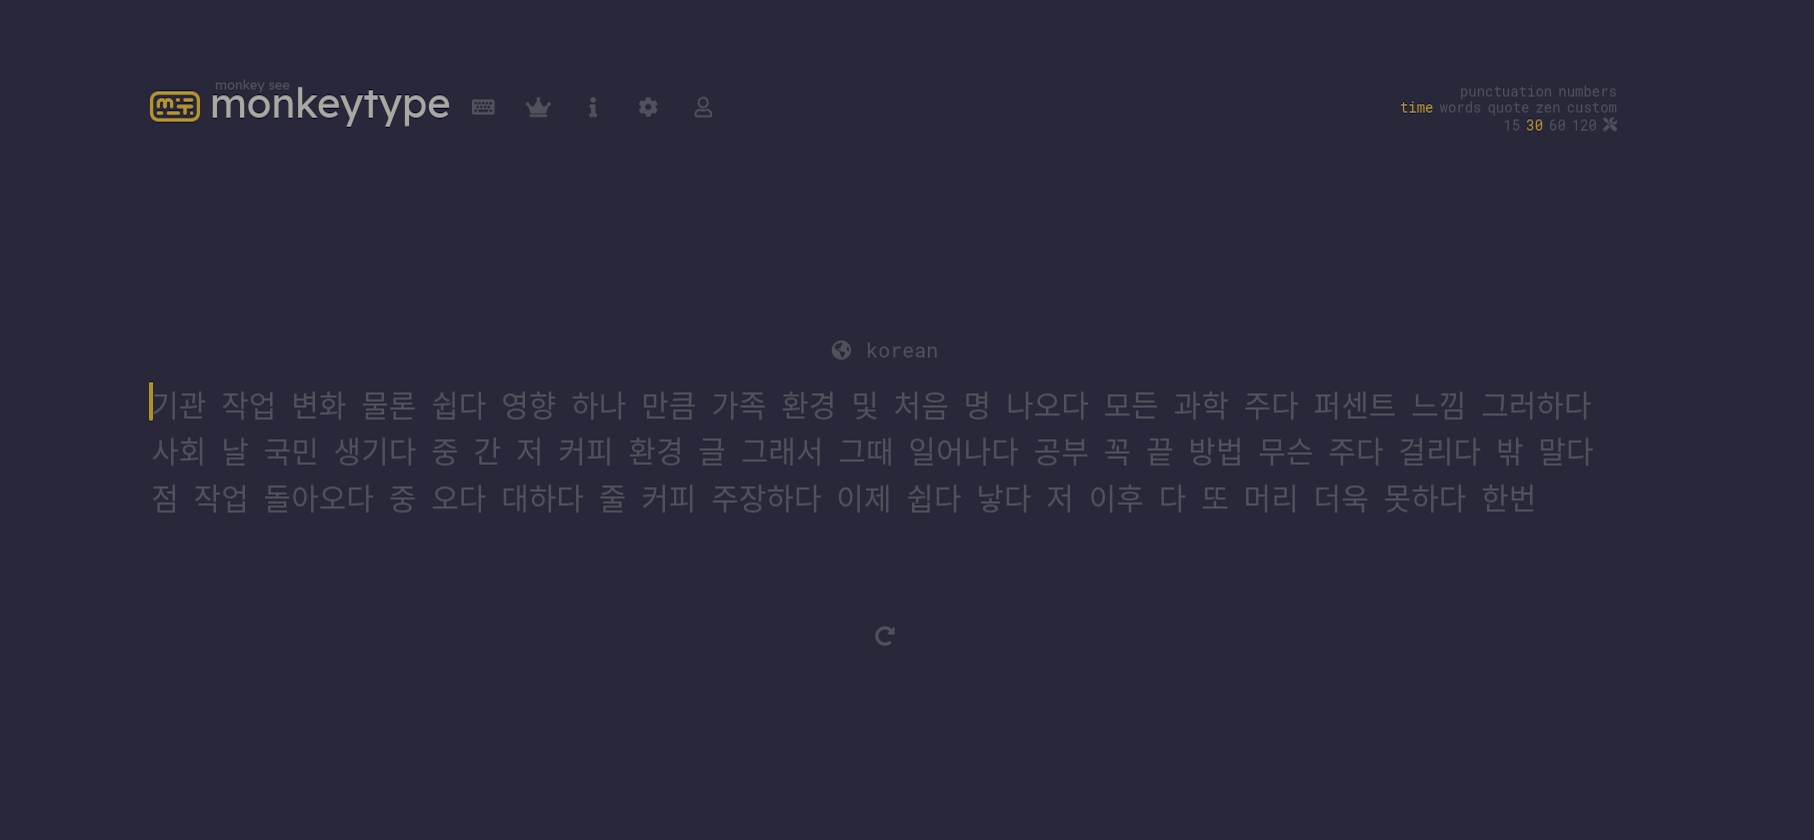 monkey see
monkeytype
punctuation numbers
time words quote zen custom
15 30 60 120
korean
기관 작업 변화 물론 쉽다 영향 하나 만큼 가족 환경 및 처음 명 나오다 모든 과학 주다 퍼센트 느낌 그러하다
사회 날 국민 생기다 중 간 저 커피 환경 글 그래서 그때 일어나다 공부 꼭 끝 방법 무슨 주다 걸리다 밖 말다
점 작업 돌아오다 중 오다 대하다 줄 커피 주장하다 이제 쉽다 낳다 저 이후 다 또 머리 더욱 못하다 한번